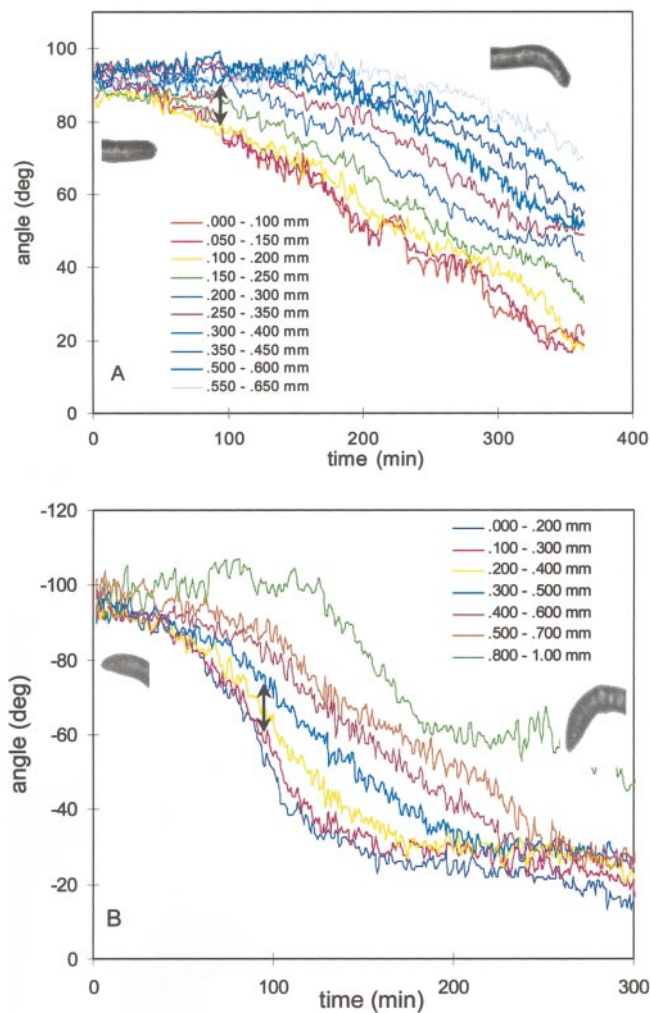 100
80
60
40
20
0
angle (deg)
.000 - .100 mm
.050 - .150 mm
.100 - .200 mm
.150 - .250 mm
.200 - .300 mm
.250 - .350 mm
.300 - .400 mm
.350 - .450 mm
.500 - .600 mm
.550 - .650 mm
A
0 100 200 300 400
time (min)
-120
-100
-80
-60
-40
-20
0
angle (deg)
.000 - .200 mm
.100 - .300 mm
.200 - .400 mm
.300 - .500 mm
.400 - .600 mm
.500 - .700 mm
.800 - 1.00 mm
B
0 100 200 300
time (min)